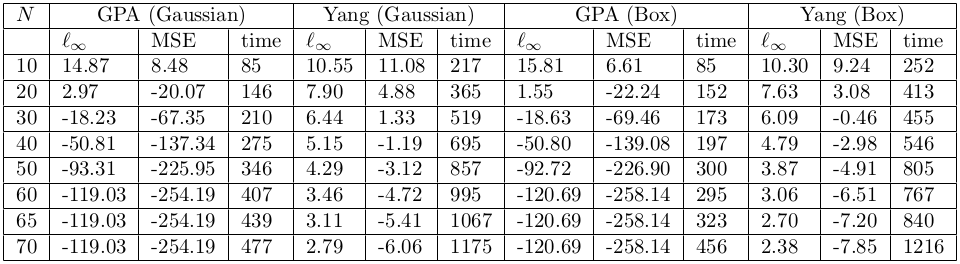 N GPA (Gaussian) Yang (Gaussian) GPA (Box) Yang (Box)
ℓ∞ MSE time ℓ∞ MSE time ℓ∞ MSE time ℓ∞ MSE time
10 14.87 8.48 85 10.55 11.08 217 15.81 6.61 85 10.30 9.24 252
20 2.97 -20.07 146 7.90 4.88 365 1.55 -22.24 152 7.63 3.08 413
30 -18.23 -67.35 210 6.44 1.33 519 -18.63 -69.46 173 6.09 -0.46 455
40 -50.81 -137.34 275 5.15 -1.19 695 -50.80 -139.08 197 4.79 -2.98 546
50 -93.31 -225.95 346 4.29 -3.12 857 -92.72 -226.90 300 3.87 -4.91 805
60 -119.03 -254.19 407 3.46 -4.72 995 -120.69 -258.14 295 3.06 -6.51 767
65 -119.03 -254.19 439 3.11 -5.41 1067 -120.69 -258.14 323 2.70 -7.20 840
70 -119.03 -254.19 477 2.79 -6.06 1175 -120.69 -258.14 456 2.38 -7.85 1216